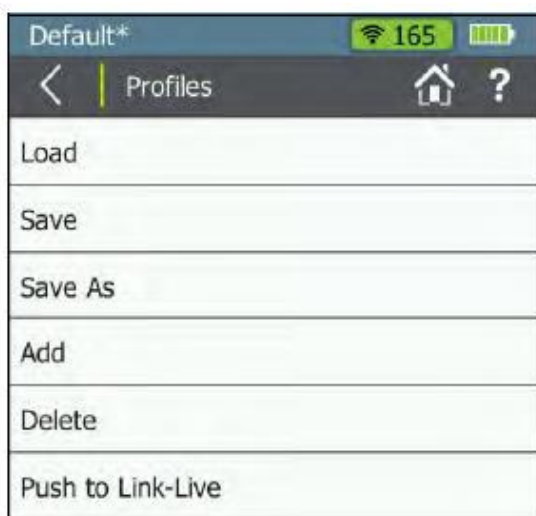 Default*
165
Profiles
?
Load
Save
Save As
Add
Delete
Push to Link-Live